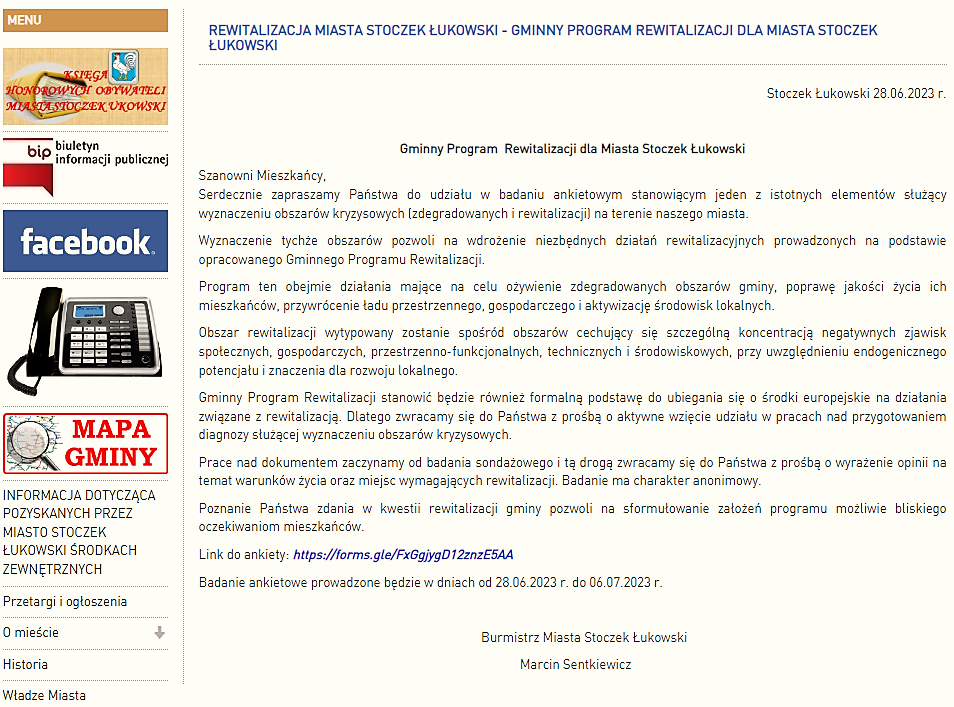 MENU
KSIĘGA
HONOROWYCH OBYWATELI
MIASTA STOCZEK UKOWSKI
bip biuletyn
informacji publicznej
facebook
MAPA
GMINY
INFORMACJA DOTYCZĄCA
POZYSKANYCH PRZEZ
MIASTO STOCZEK
ŁUKOWSKI ŚRODKACH
ZEWNĘTRZNYCH
Przetargi i ogłoszenia
O mieście
Historia
Władze Miasta
REWITALIZACJA MIASTA STOCZEK ŁUKOWSKI - GMINNY PROGRAM REWITALIZACJI DLA MIASTA STOCZEK
ŁUKOWSKI
Stoczek Łukowski 28.06.2023 r.
Gminny Program Rewitalizacji dla Miasta Stoczek Łukowski
Szanowni Mieszkańcy,
Serdecznie zapraszamy Państwa do udziału w badaniu ankietowym stanowiącym jeden z istotnych elementów służący
wyznaczeniu obszarów kryzysowych (zdegradowanych i rewitalizacji) na terenie naszego miasta.
Wyznaczenie tychże obszarów pozwoli na wdrożenie niezbędnych działań rewitalizacyjnych prowadzonych na podstawie
opracowanego Gminnego Programu Rewitalizacji.
Program ten obejmie działania mające na celu ożywienie zdegradowanych obszarów gminy, poprawę jakości życia ich
mieszkańców, przywrócenie ładu przestrzennego, gospodarczego i aktywizację środowisk lokalnych.
Obszar rewitalizacji wytypowany zostanie spośród obszarów cechujący się szczególną koncentracją negatywnych zjawisk
społecznych, gospodarczych, przestrzenno-funkcjonalnych, technicznych i środowiskowych, przy uwzględnieniu endogenicznego
potencjału i znaczenia dla rozwoju lokalnego.
Gminny Program Rewitalizacji stanowić będzie również formalną podstawę do ubiegania się o środki europejskie na działania
związane z rewitalizacją. Dlatego zwracamy się do Państwa z prośbą o aktywne wzięcie udziału w pracach nad przygotowaniem
diagnozy służącej wyznaczeniu obszarów kryzysowych.
Prace nad dokumentem zaczynamy od badania sondażowego i tą drogą zwracamy się do Państwa z prośbą o wyrażenie opinii na
temat warunków życia oraz miejsc wymagających rewitalizacji. Badanie ma charakter anonimowy.
Poznanie Państwa zdania w kwestii rewitalizacji gminy pozwoli na sformułowanie założeń programu możliwie bliskiego
oczekiwaniom mieszkańców.
Link do ankiety: https://forms.gle/FxGgjygD12znzE5AA
Badanie ankietowe prowadzone będzie w dniach od 28.06.2023 r. do 06.07.2023 r.
Burmistrz Miasta Stoczek Łukowski
Marcin Sentkiewicz